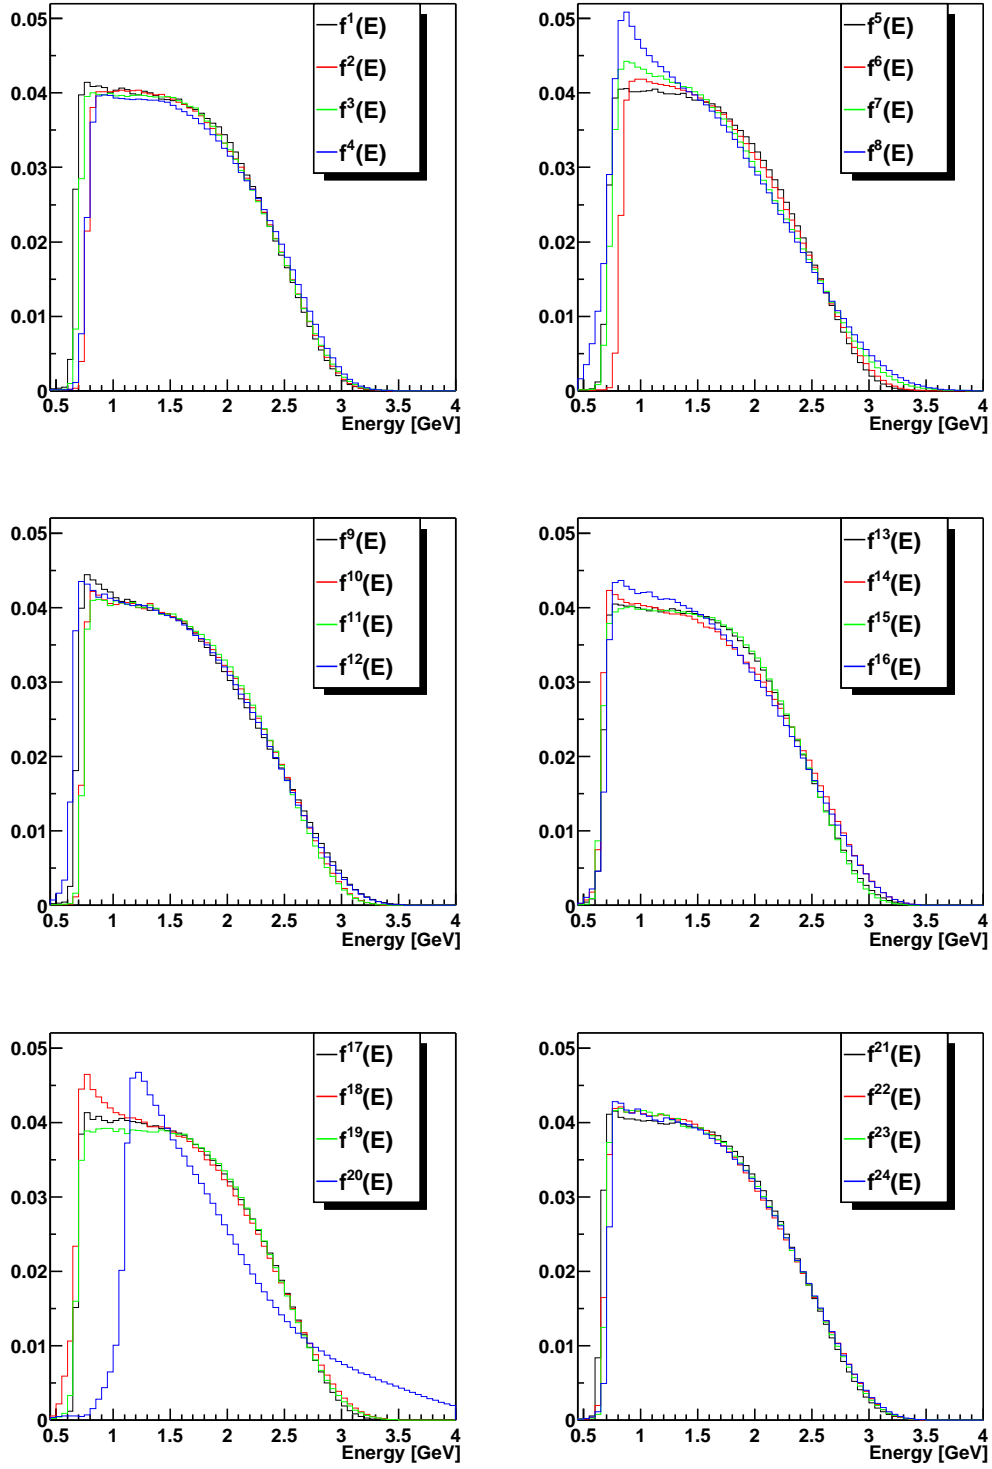 0.05
0.04
0.03
0.02
0.01
0
0.5 1 1.5 2 2.5 3 3.5 4
Energy [GeV]
f¹(E)
f²(E)
f³(E)
f⁴(E)
0.05
0.04
0.03
0.02
0.01
0
0.5 1 1.5 2 2.5 3 3.5 4
Energy [GeV]
f⁵(E)
f⁶(E)
f⁷(E)
f⁸(E)
0.05
0.04
0.03
0.02
0.01
0
0.5 1 1.5 2 2.5 3 3.5 4
Energy [GeV]
f⁹(E)
f¹⁰(E)
f¹¹(E)
f¹²(E)
0.05
0.04
0.03
0.02
0.01
0
0.5 1 1.5 2 2.5 3 3.5 4
Energy [GeV]
f¹³(E)
f¹⁴(E)
f¹⁵(E)
f¹⁶(E)
0.05
0.04
0.03
0.02
0.01
0
0.5 1 1.5 2 2.5 3 3.5 4
Energy [GeV]
f¹⁷(E)
f¹⁸(E)
f¹⁹(E)
f²⁰(E)
0.05
0.04
0.03
0.02
0.01
0
0.5 1 1.5 2 2.5 3 3.5 4
Energy [GeV]
f²¹(E)
f²²(E)
f²³(E)
f²⁴(E)